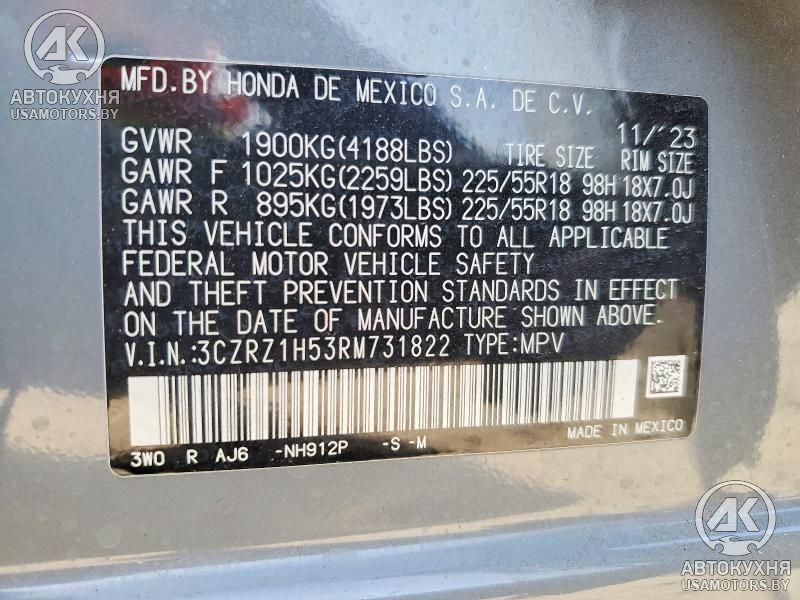 AK
АВТОКУХНЯ
USAMOTORS.BY
MFD.BY HONDA DE MEXICO S.A. DE C.V.
11/'23
GVWR 1900KG(4188LBS) TIRE SIZE RIM SIZE
GAWR F 1025KG(2259LBS) 225/55R18 98H 18X7.0J
GAWR R 895KG(1973LBS) 225/55R18 98H 18X7.0J
THIS VEHICLE CONFORMS TO ALL APPLICABLE
FEDERAL MOTOR VEHICLE SAFETY
AND THEFT PREVENTION STANDARDS IN EFFECT
ON THE DATE OF MANUFACTURE SHOWN ABOVE.
V.I.N.:3CZRZ1H53RM731822 TYPE:MPV
3W0 R AJ6 -NH912P -S -M MADE IN MEXICO
AK
АВТОКУХНЯ
USAMOTORS.BY